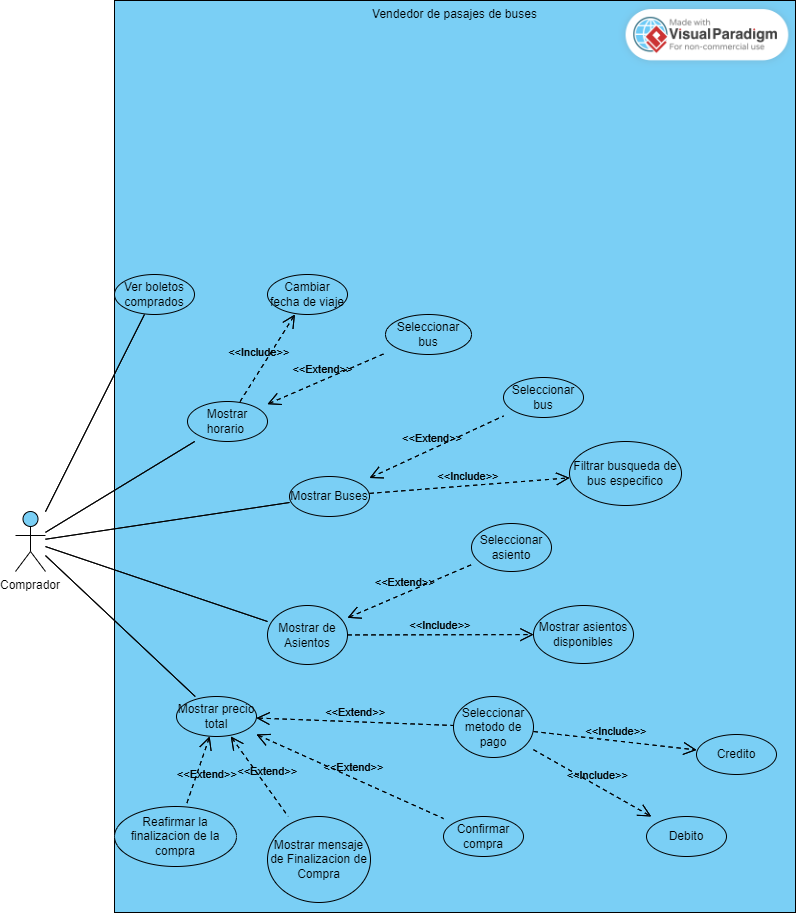 Vendedor de pasajes de buses
Made with
VisualParadigm
For non-commercial use
Ver boletos
comprados
Cambiar
fecha de viaje
Seleccionar
bus
<<Include>>
<<Extend>>
Mostrar
horario
Seleccionar
bus
<<Extend>>
Filtrar busqueda de
bus especifico
<<Include>>
Mostrar Buses
Comprador
Seleccionar
asiento
<<Extend>>
Mostrar de
Asientos
<<Include>>
Mostrar asientos
disponibles
Mostrar precio
total
<<Extend>>
Seleccionar
metodo de
pago
<<Include>>
Credito
<<Extend>>
<<Extend>>
<<Extend>>
<<Include>>
Reafirmar la
finalizacion de la
compra
Mostrar mensaje
de Finalizacion de
Compra
Confirmar
compra
Debito